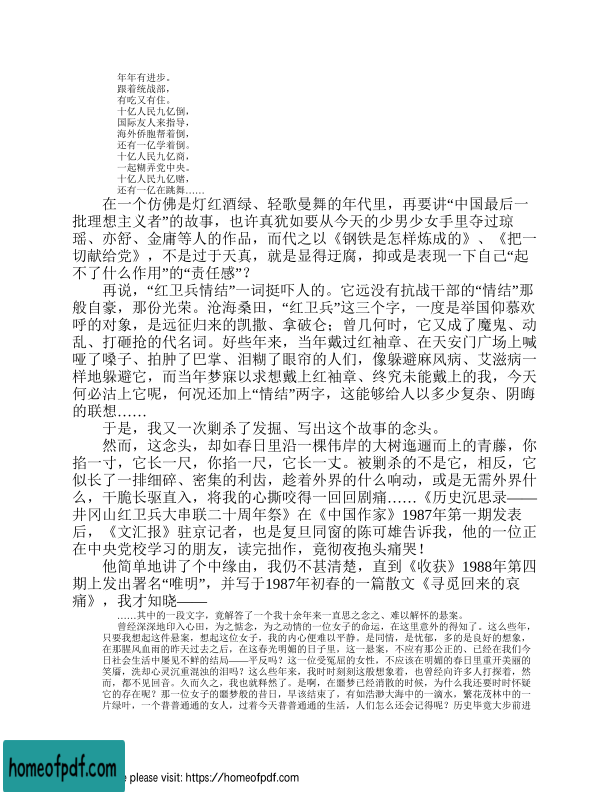 年年有进步。
跟着统战部，
有吃又有住。
十亿人民九亿倒，
国际友人来指导，
海外侨胞帮着倒，
还有一亿学着倒。
十亿人民九亿商，
一起糊弄党中央。
十亿人民九亿赌，
还有一亿在跳舞……
在一个仿佛是灯红酒绿、轻歌曼舞的年代里，再要讲“中国最后一
批理想主义者”的故事，也许真犹如要从今天的少男少女手里夺过琼
瑶、亦舒、金庸等人的作品，而代之以《钢铁是怎样炼成的》、《把一
切献给党》，不是过于天真，就是显得迂腐，抑或是表现一下自己“起
不了什么作用”的“责任感”？
再说，“红卫兵情结”一词挺吓人的。它远没有抗战干部的“情结”那
般自豪，那份光荣。沧海桑田，“红卫兵”这三个字，一度是举国仰慕欢
呼的对象，是远征归来的凯撒、拿破仑；曾几何时，它又成了魔鬼、动
乱、打砸抢的代名词。好些年来，当年戴过红袖章、在天安门广场上喊
哑了嗓子、拍肿了巴掌、泪糊了眼帘的人们，像躲避麻风病、艾滋病一
样地躲避它，而当年梦寐以求想戴上红袖章、终究未能戴上的我，今天
何必沾上它呢，何况还加上“情结”两字，这能够给人以多少复杂、阴晦
的联想……
于是，我又一次剿杀了发掘、写出这个故事的念头。
然而，这念头，却如春日里沿一棵伟岸的大树迤逦而上的青藤，你
掐一寸，它长一尺，你掐一尺，它长一丈。被剿杀的不是它，相反，它
似长了一排细碎、密集的利齿，趁着外界的什么响动，或是无需外界什
么，干脆长驱直入，将我的心撕咬得一回回剧痛……《历史沉思录——
井冈山红卫兵大串联二十周年祭》在《中国作家》1987年第一期发表
后，《文汇报》驻京记者，也是复旦同窗的陈可雄告诉我，他的一位正
在中央党校学习的朋友，读完拙作，竟彻夜抱头痛哭！
他简单地讲了个中缘由，我仍不甚清楚，直到《收获》1988年第四
期上发出署名“唯明”，并写于1987年初春的一篇散文《寻觅回来的哀
痛》，我才知晓——
……其中的一段文字，竟解答了一个我十余年来一直思之念之、难以解怀的悬案。
曾经深深地印入心田，为之惦念，为之动情的一位女子的命运，在这里意外的得知了。这么些年，
只要我想起这件悬案，想起这位女子，我的内心便难以平静。是同情，是忧郁，多的是良好的想象，
在那腥风血雨的昨天过去之后，在这春光明媚的日子里，这一悬案，不应有那公正的、已经在我们今
日社会生活中屡见不鲜的结局——平反吗？这一位受冤屈的女性，不应该在明媚的春日里重开美丽的
笑靥，洗却心灵沉重混浊的泪吗？这么些年来，我时时刻刻这般想象着，也曾经向许多人打探着，然
而，都不见回音。久而久之，我也就释然了。是啊，在噩梦已经消散的时候，为什么我还要时时怀疑
它的存在呢？那一位女子的噩梦般的昔日，早该结束了，有如浩渺大海中的一滴水，繁花茂林中的一
片绿叶，一个普普通通的女人，过着今天普普通通的生活，人们怎么还会记得呢？历史毕竟大步前进
homeofpdf.com
e please visit: https://homeofpdf.com